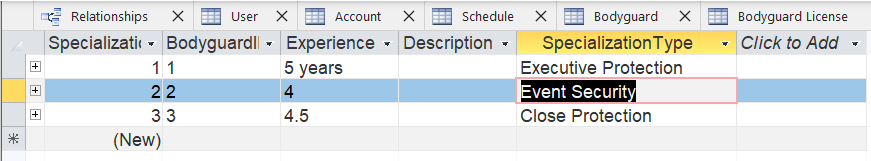 Relationships User Account Schedule Bodyguard Bodyguard License
Specializatio BodyguardI Experience Description SpecializationType Click to Add
1 1 5 years Executive Protection
2 2 4 Event Security
3 3 4.5 Close Protection
(New)